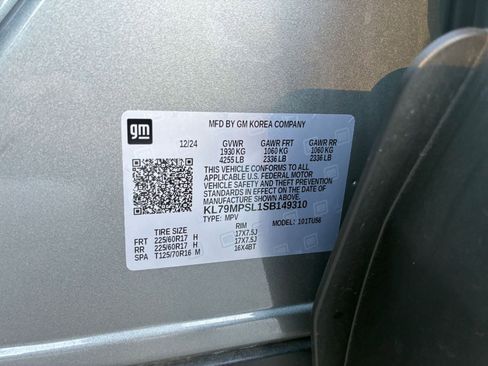 gm
MFD BY GM KOREA COMPANY
12/24 GVWR GAWR FRT GAWR RR
1930 KG 1060 KG 1060 KG
4255 LB 2336 LB 2336 LB
THIS VEHICLE CONFORMS TO ALL
APPLICABLE U.S. FEDERAL MOTOR
VEHICLE SAFETY AND THEFT PREVENTION
STANDARDS IN EFFECT ON THE DATE OF
MANUFACTURE SHOWN ABOVE.
KL79MPSL1SB149310
TYPE: MPV MODEL: 101TU56
TIRE SIZE RIM
FRT 225/60R17 H 17X7.5J
RR 225/60R17 H 17X7.5J
SPA T125/70R16 M 16X4BT